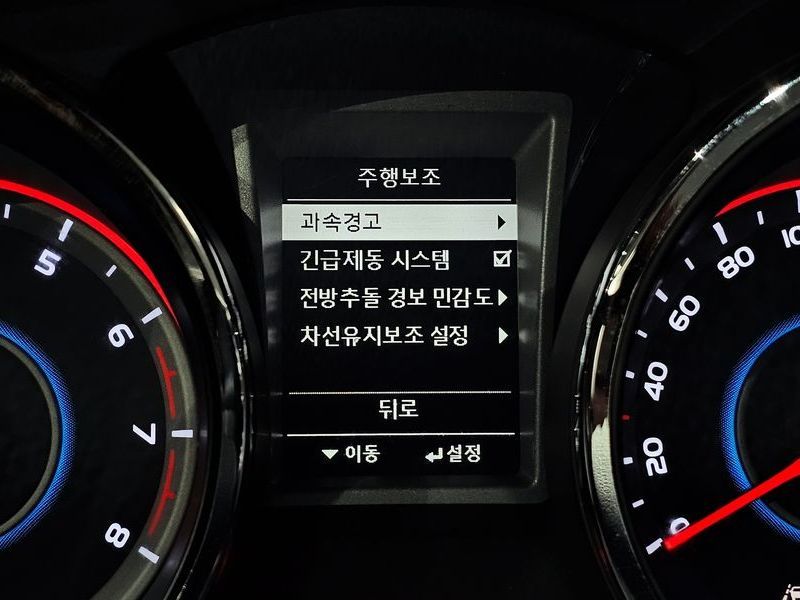 주행보조
과속경고
긴급제동 시스템
전방추돌 경보 민감도
차선유지보조 설정
뒤로
이동 설정
5
6
7
8
0
20
40
60
80